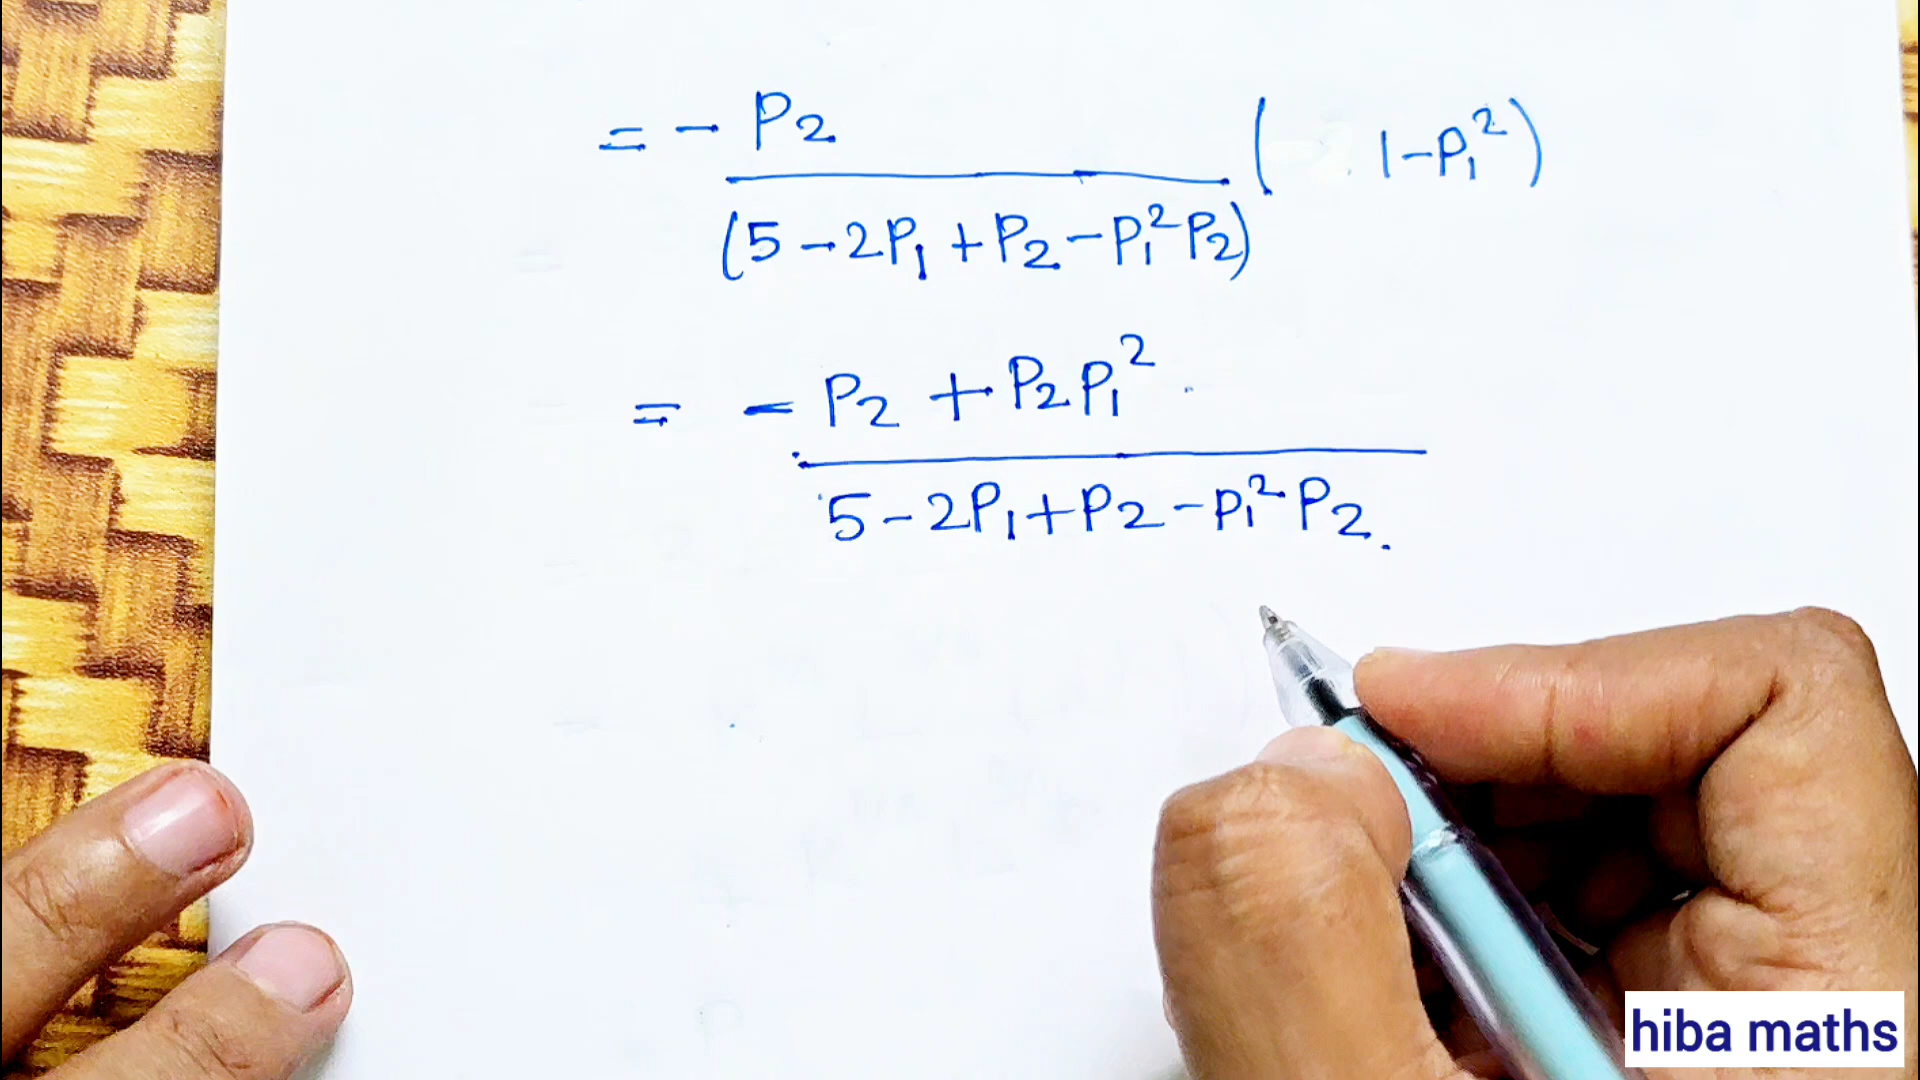 = - P₂ ( 1-P₁²)
(5-2P₁+P₂-P₁²P₂)
= - P₂ + P₂P₁²
5-2P₁+P₂-P₁²P₂.
hiba maths